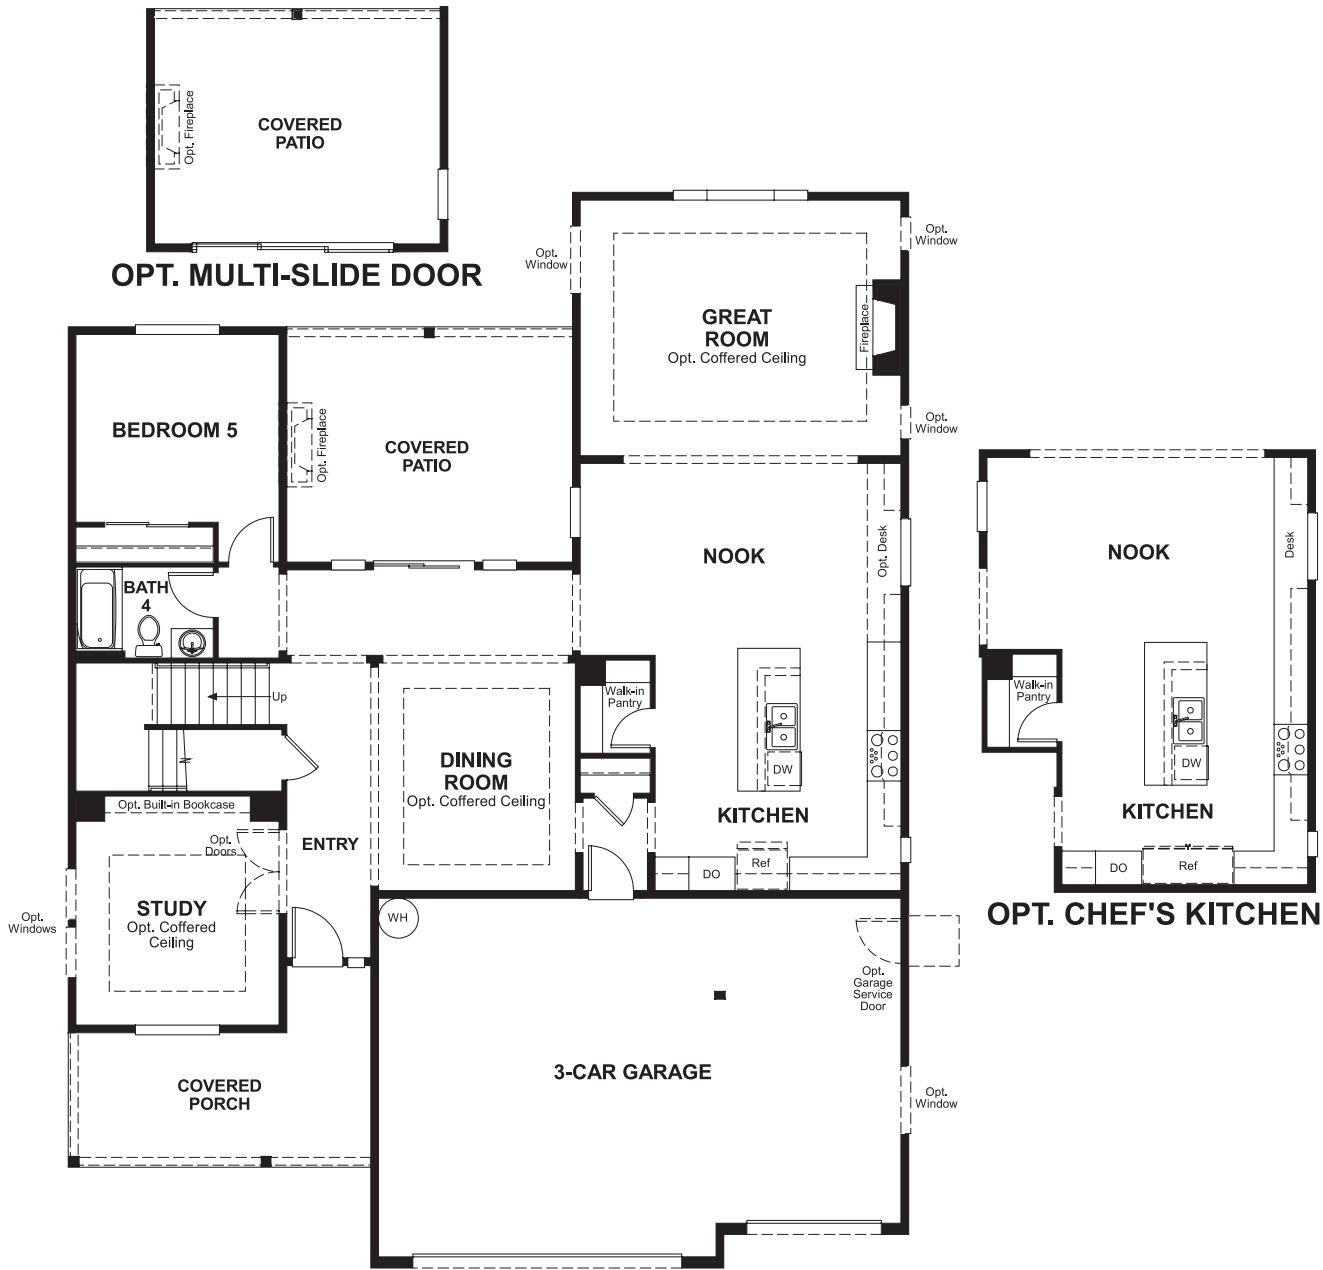 COVERED
PATIO
Opt. Fireplace
OPT. MULTI-SLIDE DOOR
Opt.
Window
Opt.
Window
GREAT
ROOM
Opt. Coffered Ceiling
Fireplace
Opt.
Window
BEDROOM 5
Opt. Fireplace
COVERED
PATIO
NOOK
Opt. Desk
BATH
4
Up
Walk-in
Pantry
DW
DINING
ROOM
Opt. Coffered Ceiling
KITCHEN
Opt. Built-in Bookcase
Opt.
Doors
ENTRY
DO
Ref
STUDY
Opt. Coffered
Ceiling
Opt.
Windows
WH
Opt.
Garage
Service
Door
3-CAR GARAGE
Opt.
Window
COVERED
PORCH
NOOK
Desk
Walk-in
Pantry
DW
KITCHEN
DO
Ref
OPT. CHEF'S KITCHEN